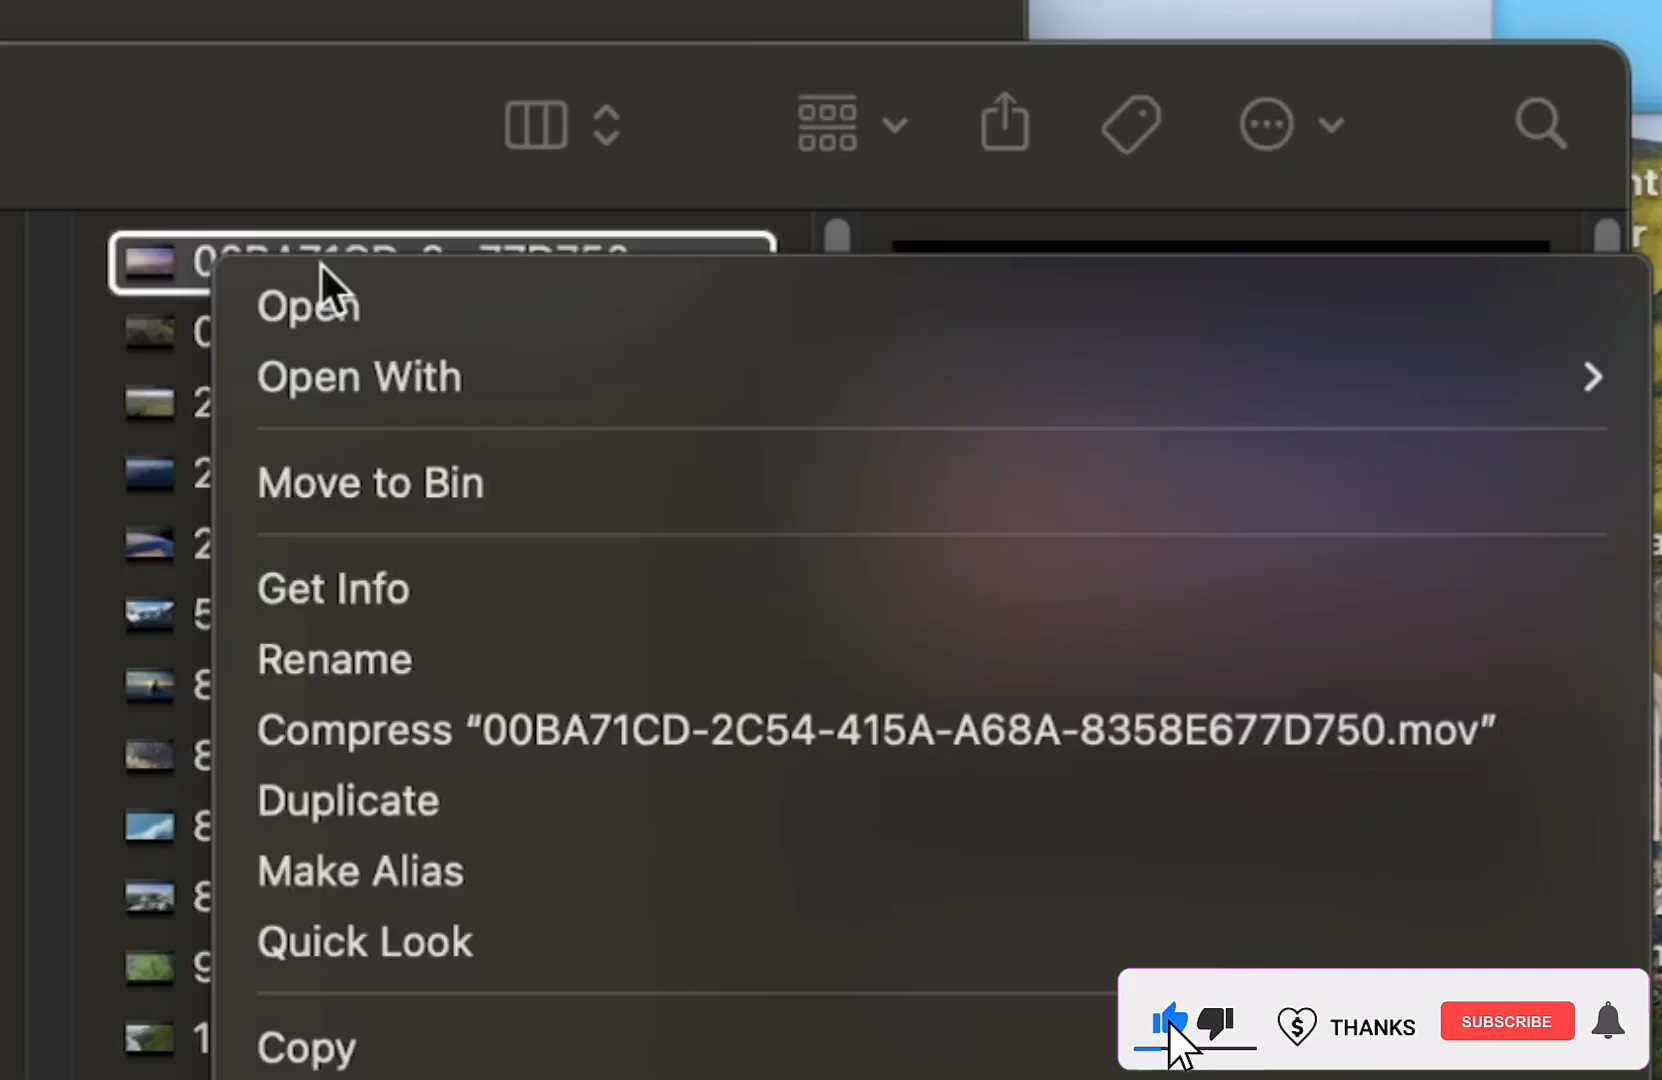 Open
Open With
Move to Bin
Get Info
Rename
Compress “00BA71CD-2C54-415A-A68A-8358E677D750.mov”
Duplicate
Make Alias
Quick Look
Copy
THANKS
SUBSCRIBE